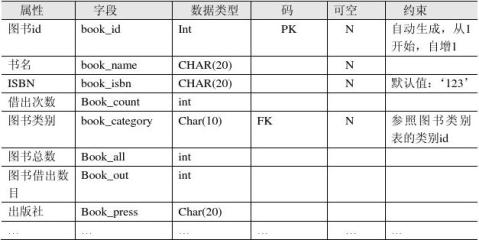 属性 字段 数据类型 码 可空 约束
图书id book_id Int PK N 自动生成，从1
开始，自增1
书名 book_name CHAR(20) N
ISBN book_isbn CHAR(20) N 默认值：‘123’
借出次数 Book_count int
图书类别 book_category Char(10) FK N 参照图书类别
表的类别id
图书总数 Book_all int
图书借出数 Book_out int
目
出版社 Book_press Char(20)
… … … … … …